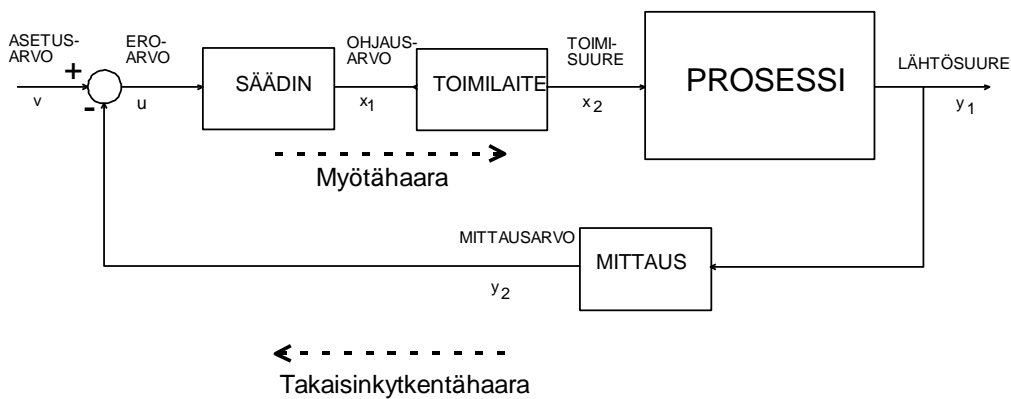 ASETUS-
ARVO
+
-
v
ERO-
ARVO
u
SÄÄDIN
OHJAUS-
ARVO
x1
TOIMILAITE
TOIMI-
SUURE
x2
PROSESSI
LÄHTÖSUURE
y1
Myötähaara
MITTAUSARVO
y2
MITTAUS
Takaisinkytkentähaara